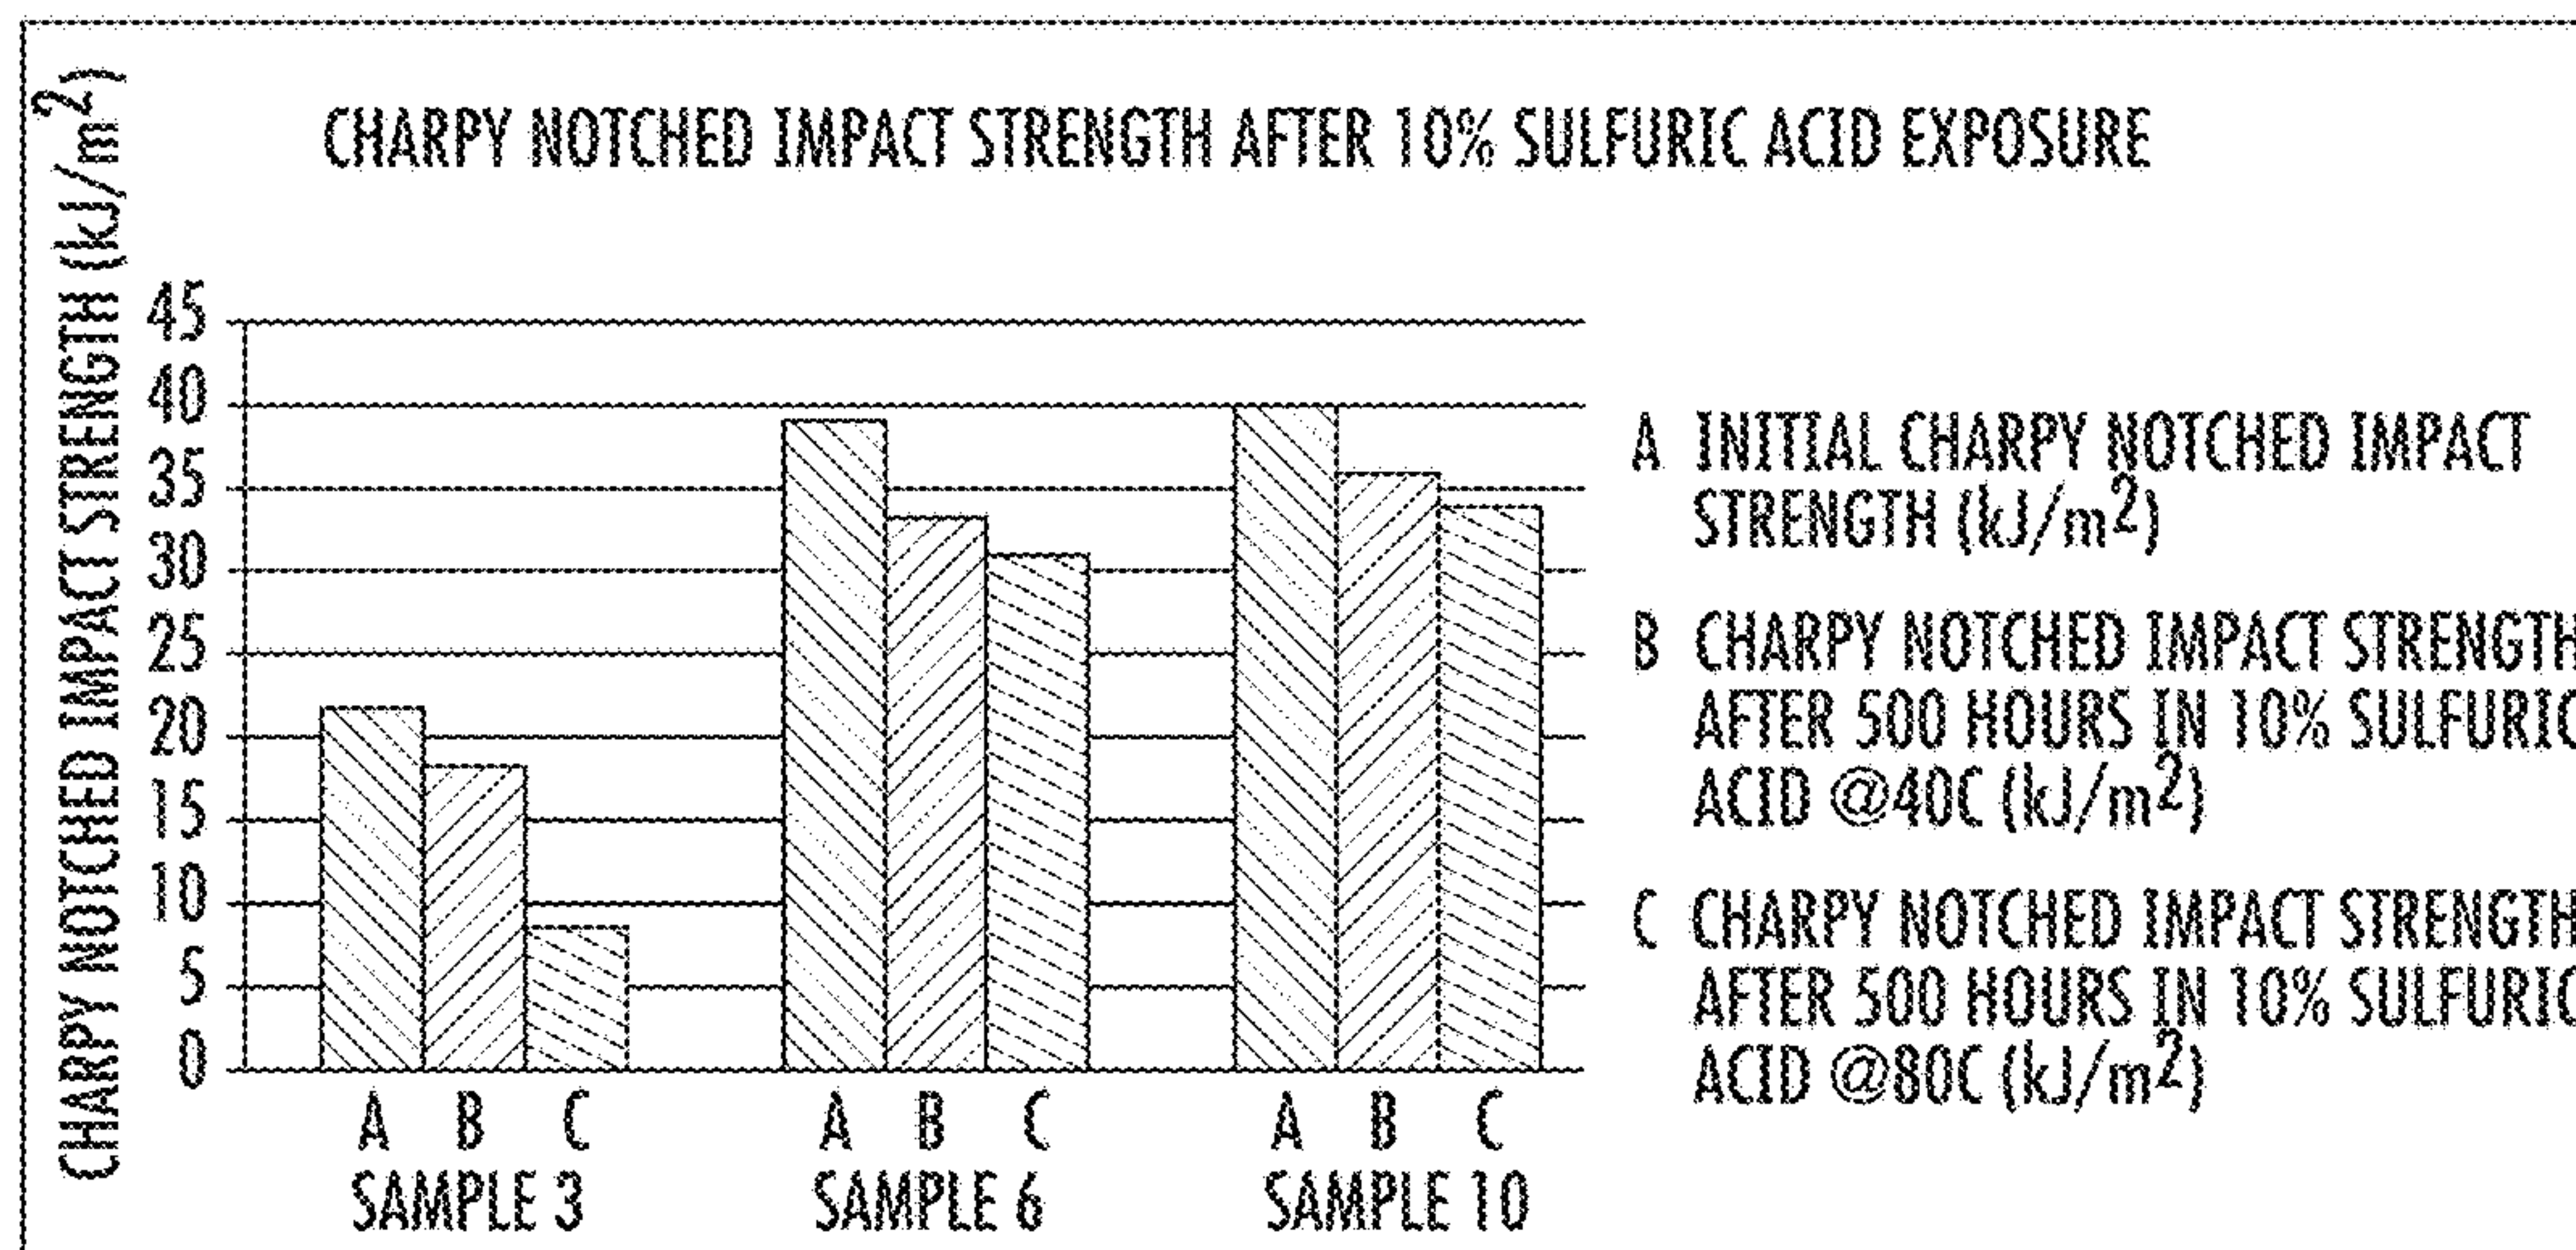 CHARPY NOTCHED IMPACT STRENGTH AFTER 10% SULFURIC ACID EXPOSURE
CHARPY NOTCHED IMPACT STRENGTH (kJ/m²)
45
40
35
30
25
20
15
10
5
0
A B C
SAMPLE 3
A B C
SAMPLE 6
A B C
SAMPLE 10
A INITIAL CHARPY NOTCHED IMPACT
STRENGTH (kJ/m²)
B CHARPY NOTCHED IMPACT STRENGTH
AFTER 500 HOURS IN 10% SULFURIC
ACID @40C (kJ/m²)
C CHARPY NOTCHED IMPACT STRENGTH
AFTER 500 HOURS IN 10% SULFURIC
ACID @80C (kJ/m²)